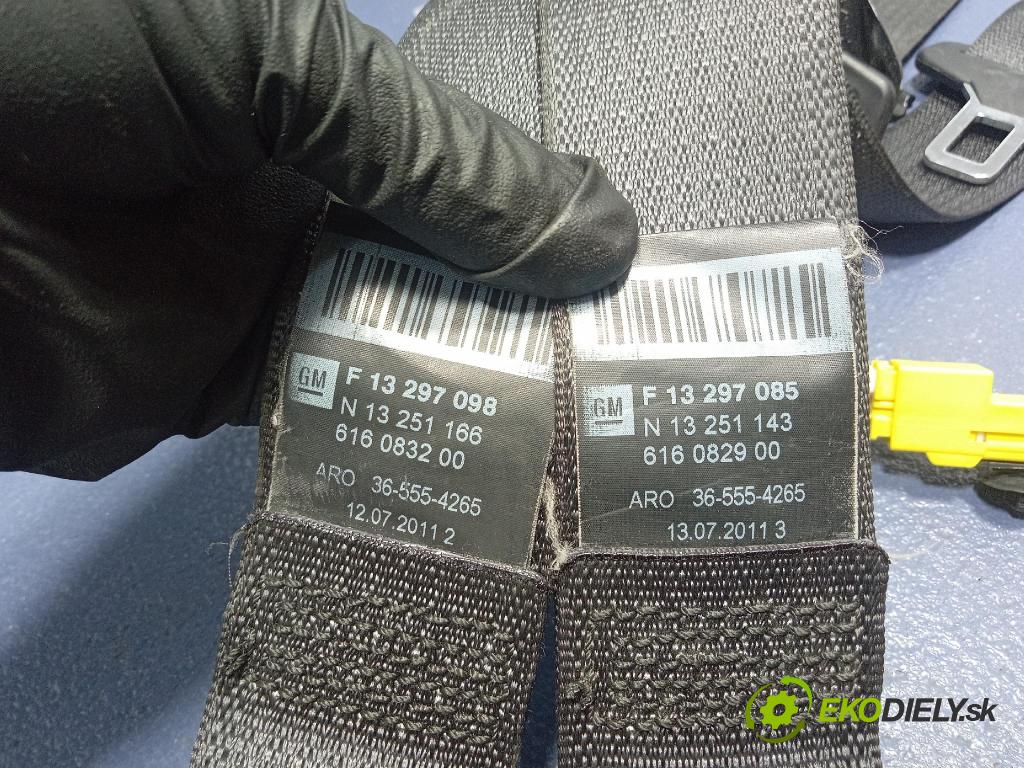 GM F 13 297 098
N 13 251 166
616 0832 00
ARO 36-555-4265
12.07.2011 2
GM F 13 297 085
N 13 251 143
616 0829 00
ARO 36-555-4265
13.07.2011 3
EKODIELY.sk